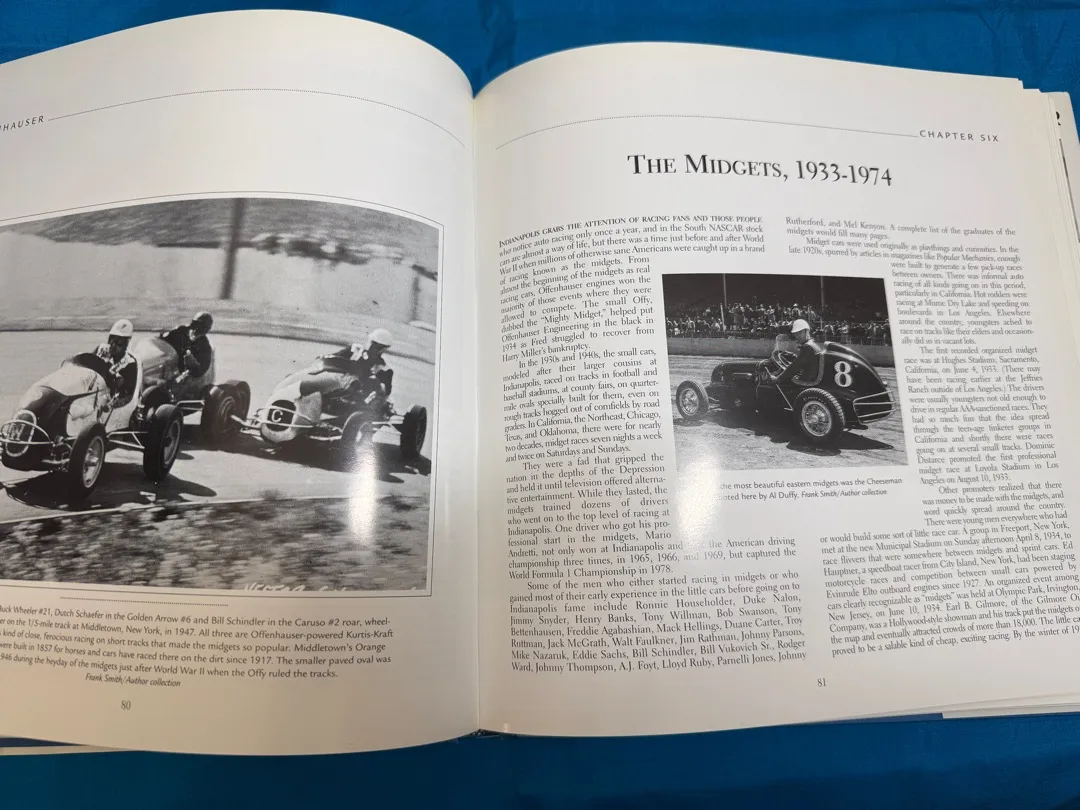 HAUSER
Buck Wheeler #21, Dutch Schaefer in the Golden Arrow #6 and Bill Schindler in the Caruso #2 roar, wheel-
er on the 1/5-mile track at Middletown, New York, in 1947. All three are Offenhauser-powered Kurtis-Kraft
kind of close, ferocious racing on short tracks that made the midgets so popular. Middletown's Orange
were built in 1857 for horses and cars have raced there on the dirt since 1917. The smaller paved oval was
946 during the heyday of the midgets just after World War II when the Offy ruled the tracks.
Frank Smith/Author collection
80
CHAPTER SIX
THE MIDGETS, 1933-1974
INDIANAPOLIS GRABS THE ATTENTION OF RACING FANS AND THOSE PEOPLE
who notice auto racing only once a year, and in the South NASCAR stock
cars are almost a way of life, but there was a time just before and after World
War II when millions of otherwise sane Americans were caught up in a brand
of racing known as the midgets. From
almost the beginning of the midgets as real
racing cars, Offenhauser engines won the
majority of those events where they were
allowed to compete. The small Offy,
dubbed the "Mighty Midget," helped put
Offenhauser Engineering in the black in
1934 as Fred struggled to recover from
Harry Miller's bankruptcy.
In the 1930s and 1940s, the small cars,
modeled after their larger cousins at
Indianapolis, raced on tracks in football and
baseball stadiums, at county fairs, on quarter-
mile ovals specially built for them, even on
rough tracks hogged out of cornfields by road
graders. In California, the Northeast, Chicago,
Texas, and Oklahoma, there were for nearly
two decades, midget races seven nights a week
and twice on Saturdays and Sundays.
They were a fad that gripped the
nation in the depths of the Depression
and held it until television offered alterna-
tive entertainment. While they lasted, the
midgets trained dozens of drivers
who went on to the top level of racing at
Indianapolis. One driver who got his pro-
fessional start in the midgets, Mario
Andretti, not only won at Indianapolis and the American driving
championship three times, in 1965, 1966, and 1969, but captured the
World Formula 1 Championship in 1978.
Some of the men who either started racing in midgets or who
gained most of their early experience in the little cars before going on to
Indianapolis fame include Ronnie Householder, Duke Nalon,
Jimmy Snyder, Henry Banks, Tony Willman, Bob Swanson, Tony
Bettenhausen, Freddie Agabashian, Mack Hellings, Duane Carter, Troy
Ruttman, Jack McGrath, Walt Faulkner, Jim Rathman, Johnny Parsons,
Mike Nazaruk, Eddie Sachs, Bill Schindler, Bill Vukovich Sr., Rodger
Ward, Johnny Thompson, A.J. Foyt, Lloyd Ruby, Parnelli Jones, Johnny
Rutherford, and Mel Kenyon. A complete list of the graduates of the
midgets would fill many pages.
Midget cars were used originally as playthings and curiosities. In the
late 1920s, spurred by articles in magazines like Popular Mechanics, enough
were built to generate a few pick-up races
between owners. There was informal auto
racing of all kinds going on in this period,
particularly in California. Hot rodders were
racing at Muroc Dry Lake and speeding on
boulevards in Los Angeles. Elsewhere
around the country, youngsters ached to
race on tracks like their elders and occasion-
ally did so in vacant lots.
The first recorded organized midget
race was at Hughes Stadium, Sacramento,
California, on June 4, 1933. (There may
have been racing earlier at the Jeffries
Ranch outside of Los Angeles.) The drivers
were usually youngsters not old enough to
drive in regular AAA-sanctioned races. They
had so much fun that the idea spread
through the teen-age tinkerer groups in
California and shortly there were races
going on at several small tracks. Dominic
Distarce promoted the first professional
midget race at Loyola Stadium in Los
Angeles on August 10, 1933.
Other promoters realized that there
was money to be made with the midgets, and
word quickly spread around the country.
There were young men everywhere who had
or would build some sort of little race car. A group in Freeport, New York,
met at the new Municipal Stadium on Sunday afternoon April 8, 1934, to
race flivvers that were somewhere between midgets and sprint cars. Ed
Hauptner, a speedboat racer from City Island, New York, had been staging
motorcycle races and competition between small cars powered by
Evinrude Elto outboard engines since 1927. An organized event among
cars clearly recognizable as "midgets" was held at Olympic Park, Irvington,
New Jersey, on June 10, 1934. Earl B. Gilmore, of the Gilmore Oi
Company, was a Hollywood-style showman and his track put the midgets o
the map and eventually attracted crowds of more than 18,000. The little ca
proved to be a salable kind of cheap, exciting racing. By the winter of 19
8
the most beautiful eastern midgets was the Cheeseman
loted here by Al Duffy. Frank Smith/Author collection
81